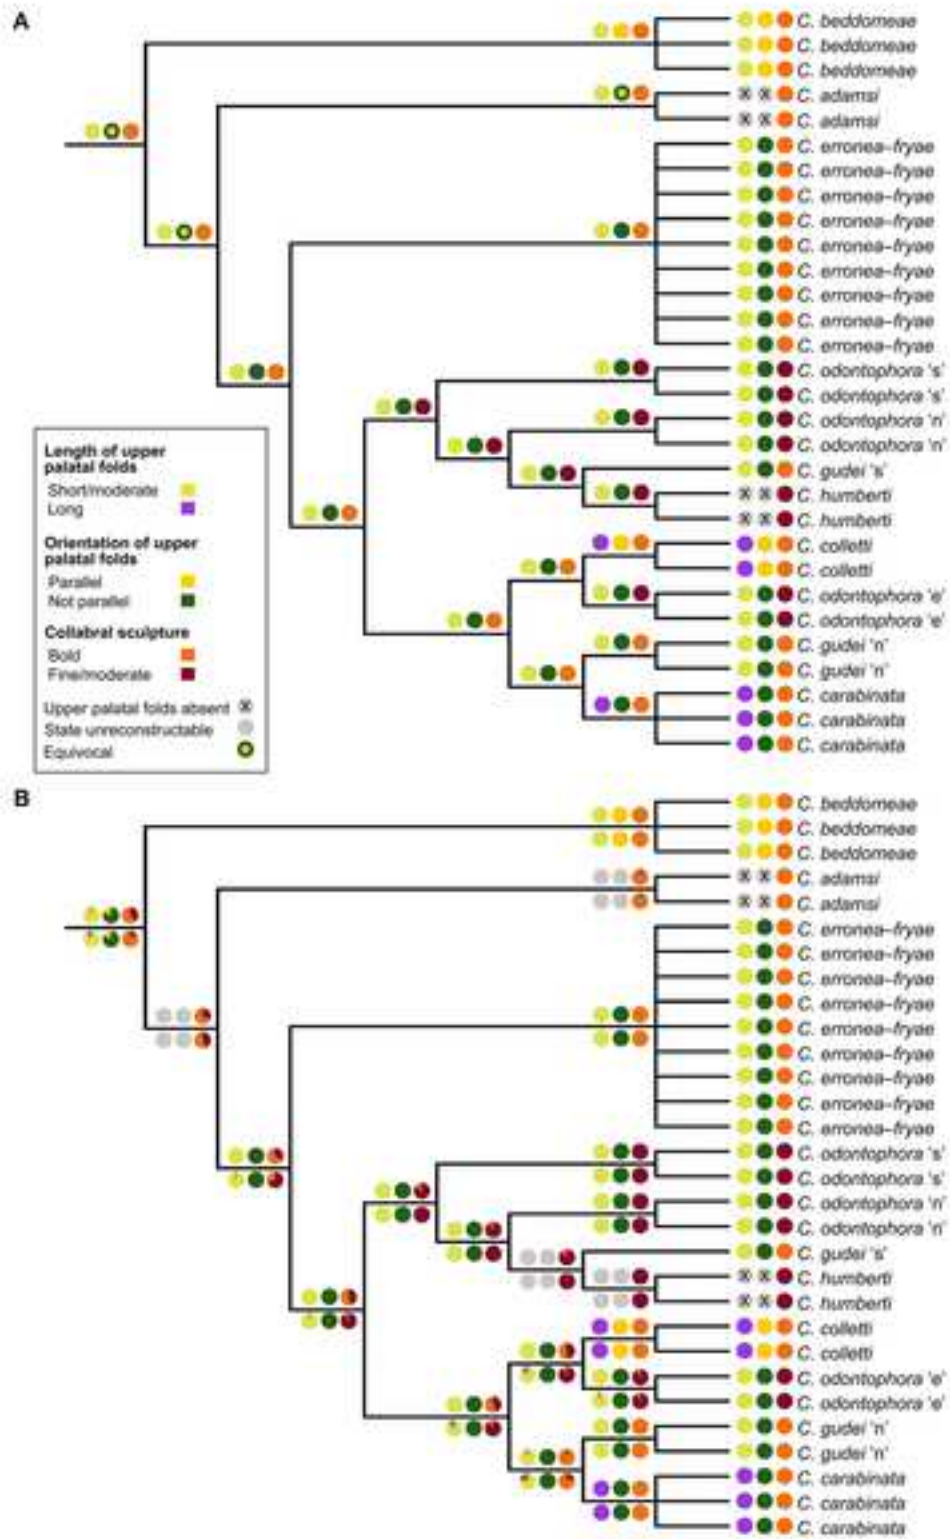 A
C. beddomeae
C. beddomeae
C. beddomeae
C. adamsi
C. adamsi
C. erronea–fryae
C. erronea–fryae
C. erronea–fryae
C. erronea–fryae
C. erronea–fryae
C. erronea–fryae
C. erronea–fryae
C. erronea–fryae
C. erronea–fryae
C. odontophora 's'
C. odontophora 's'
C. odontophora 'n'
C. odontophora 'n'
C. gudei 's'
C. humberti
C. humberti
C. colletti
C. colletti
C. odontophora 'e'
C. odontophora 'e'
C. gudei 'n'
C. gudei 'n'
C. carabinata
C. carabinata
C. carabinata
Length of upper
palatal folds
Short/moderate
Long
Orientation of upper
palatal folds
Parallel
Not parallel
Collabral sculpture
Bold
Fine/moderate
Upper palatal folds absent
State unreconstructable
Equivocal
B
C. beddomeae
C. beddomeae
C. beddomeae
C. adamsi
C. adamsi
C. erronea–fryae
C. erronea–fryae
C. erronea–fryae
C. erronea–fryae
C. erronea–fryae
C. erronea–fryae
C. erronea–fryae
C. erronea–fryae
C. erronea–fryae
C. odontophora 's'
C. odontophora 's'
C. odontophora 'n'
C. odontophora 'n'
C. gudei 's'
C. humberti
C. humberti
C. colletti
C. colletti
C. odontophora 'e'
C. odontophora 'e'
C. gudei 'n'
C. gudei 'n'
C. carabinata
C. carabinata
C. carabinata